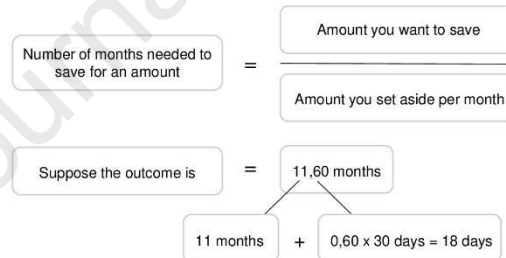 Amount you want to save
Number of months needed to
save for an amount
=
Amount you set aside per month
Suppose the outcome is = 11,60 months
11 months + 0,60 x 30 days = 18 days